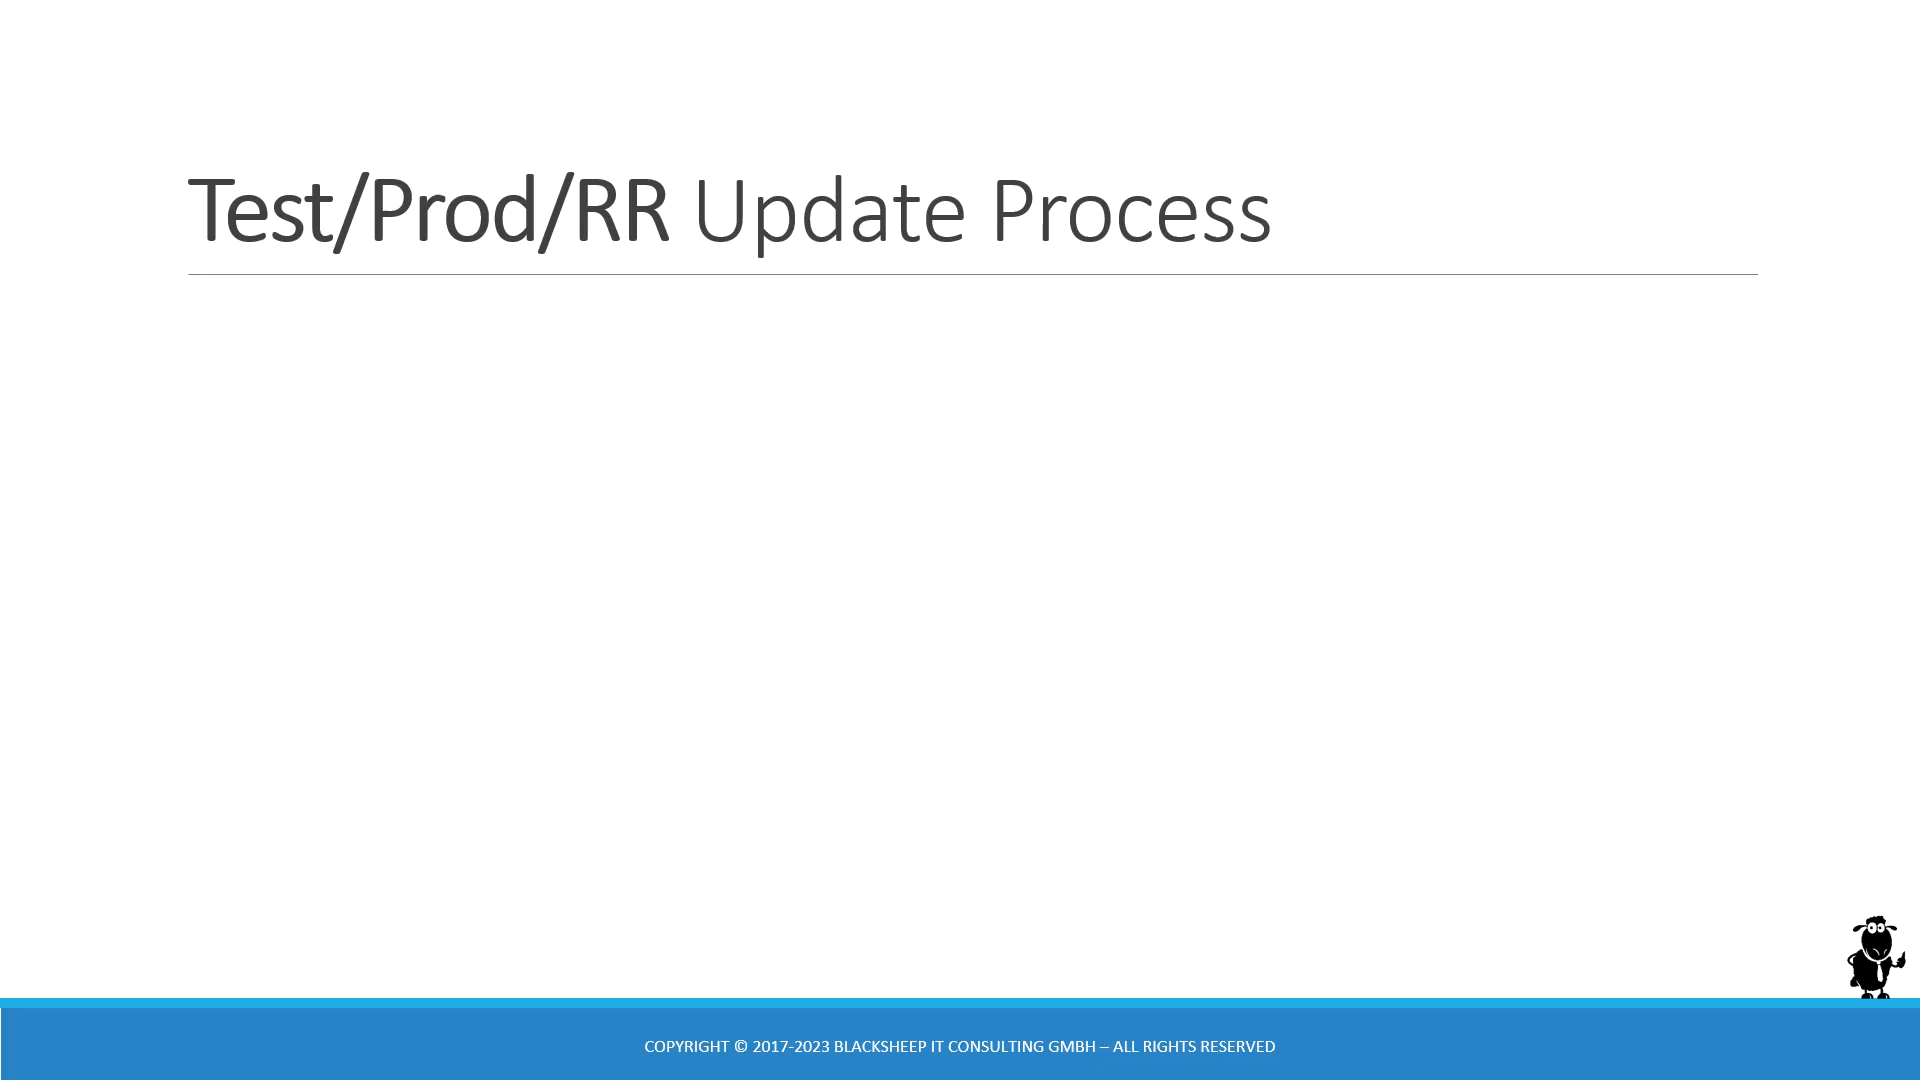 Test/Prod/RR Update Process
COPYRIGHT © 2017-2023 BLACKSHEEP IT CONSULTING GMBH – ALL RIGHTS RESERVED